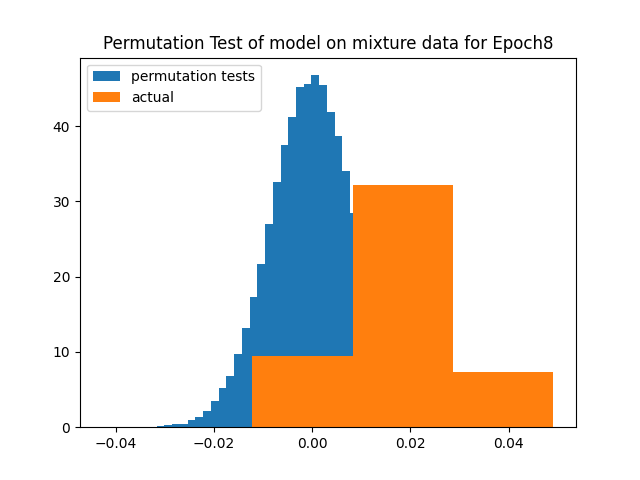 Permutation Test of model on mixture data for Epoch8
permutation tests
actual
40
30
20
10
0
−0.04 −0.02 0.00 0.02 0.04